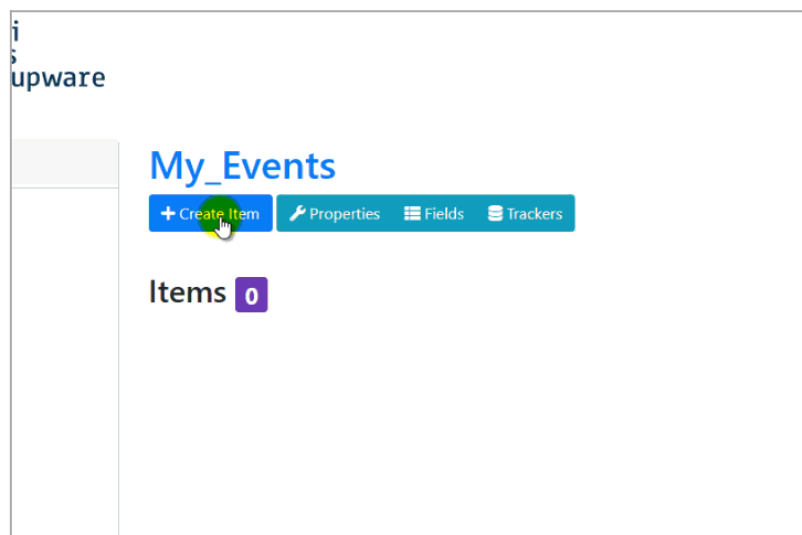 i
s
upware
My_Events
Create Item Properties Fields Trackers
Items 0